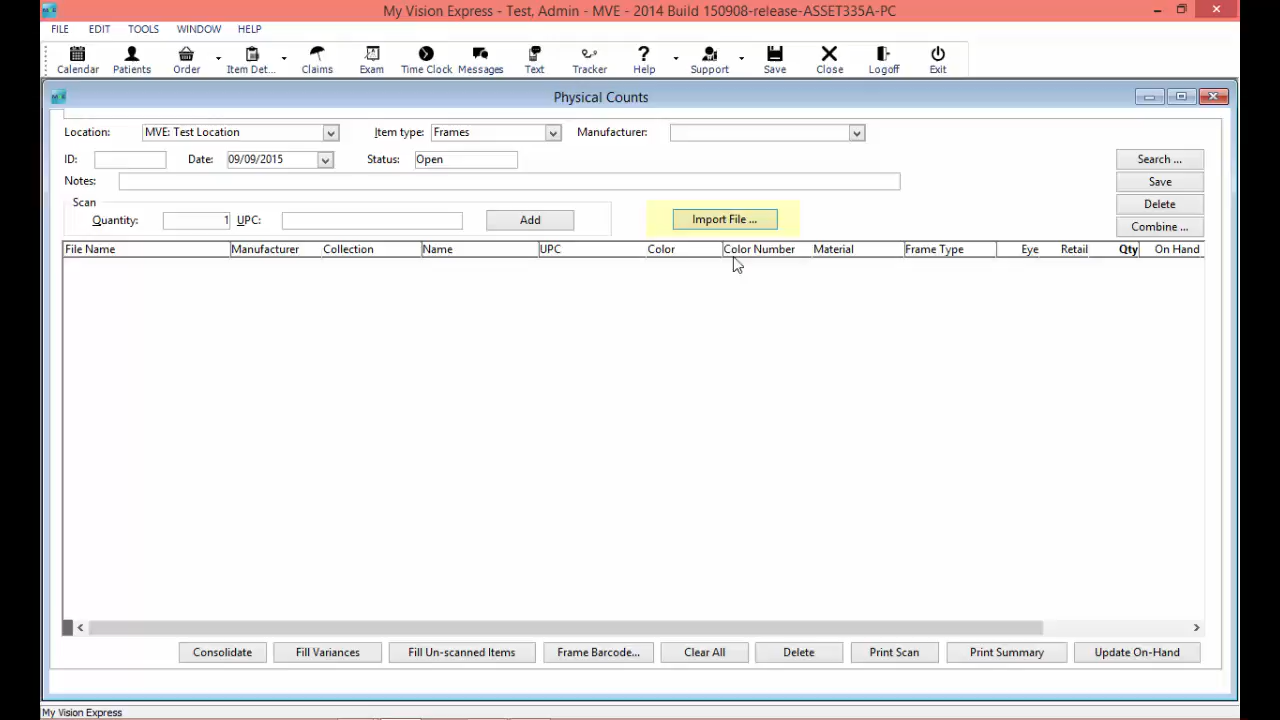 My Vision Express - Test, Admin - MVE - 2014 Build 150908-release-ASSET335A-PC
FILE EDIT TOOLS WINDOW HELP
Calendar Patients Order Item Det... Claims Exam Time Clock Messages Text Tracker Help Support Save Close Logoff Exit
Physical Counts
Location: MVE: Test Location Item type: Frames Manufacturer:
ID: Date: 09/09/2015 Status: Open Search ...
Notes: Save
Scan Delete
Quantity: 1 UPC: Add Import File ... Combine ...
File Name Manufacturer Collection Name UPC Color Color Number Material Frame Type Eye Retail Qty On Hand
Consolidate Fill Variances Fill Un-scanned Items Frame Barcode... Clear All Delete Print Scan Print Summary Update On-Hand
My Vision Express